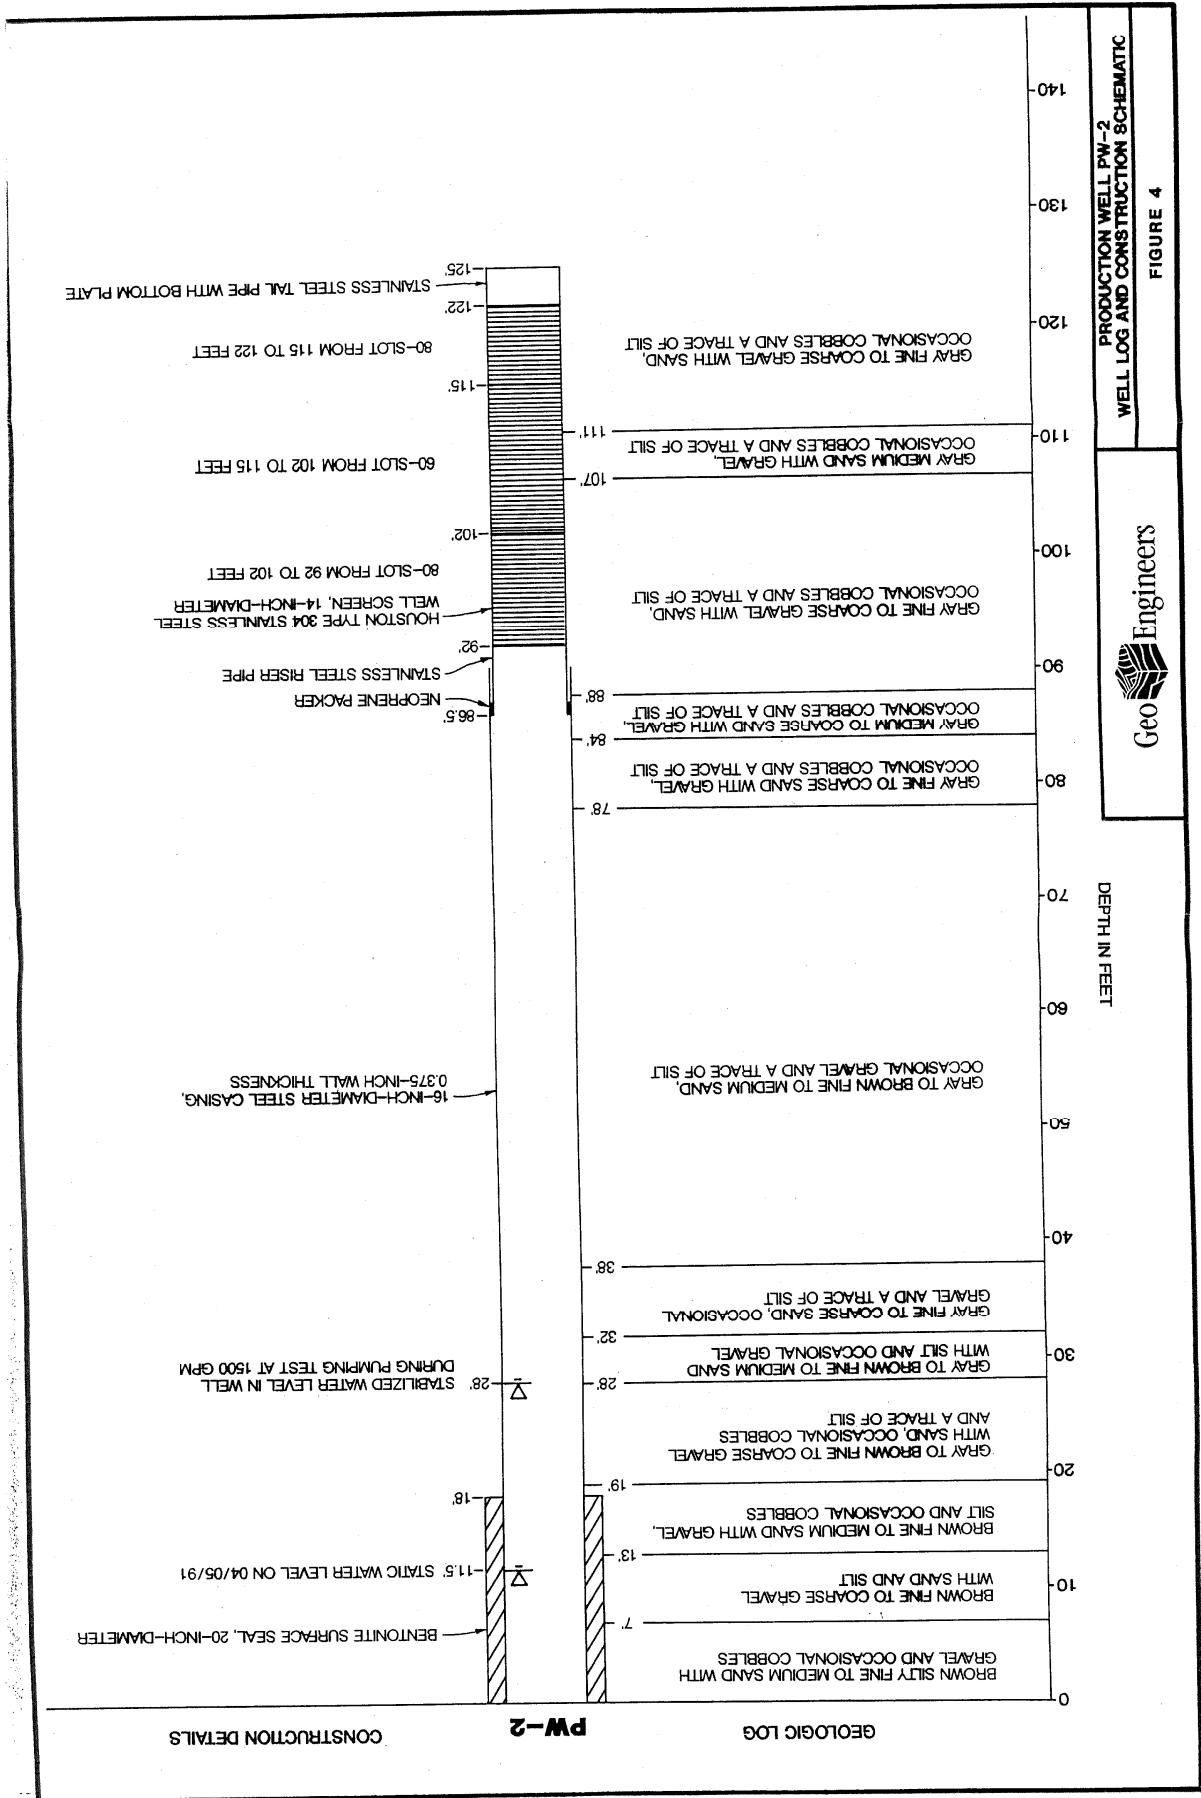 GEOLOGIC LOG
PW-2
CONSTRUCTION DETAILS
DEPTH IN FEET
0
10
20
30
40
50
60
70
80
90
100
110
120
130
140
BROWN SILTY FINE TO MEDIUM SAND WITH
GRAVEL AND OCCASIONAL COBBLES
7'
BROWN FINE TO COARSE GRAVEL
WITH SAND AND SILT
13'
BROWN FINE TO MEDIUM SAND WITH GRAVEL,
SILT AND OCCASIONAL COBBLES
19'
GRAY TO BROWN FINE TO COARSE GRAVEL
WITH SAND, OCCASIONAL COBBLES
AND A TRACE OF SILT
28'
GRAY TO BROWN FINE TO MEDIUM SAND
WITH SILT AND OCCASIONAL GRAVEL
32'
GRAY FINE TO COARSE SAND, OCCASIONAL
GRAVEL AND A TRACE OF SILT
38'
GRAY TO BROWN FINE TO MEDIUM SAND,
OCCASIONAL GRAVEL AND A TRACE OF SILT
78'
GRAY FINE TO COARSE SAND WITH GRAVEL,
OCCASIONAL COBBLES AND A TRACE OF SILT
84'
GRAY MEDIUM TO COARSE SAND WITH GRAVEL,
OCCASIONAL COBBLES AND A TRACE OF SILT
88'
GRAY FINE TO COARSE GRAVEL WITH SAND,
OCCASIONAL COBBLES AND A TRACE OF SILT
107'
GRAY MEDIUM SAND WITH GRAVEL,
OCCASIONAL COBBLES AND A TRACE OF SILT
111'
GRAY FINE TO COARSE GRAVEL WITH SAND,
OCCASIONAL COBBLES AND A TRACE OF SILT
BENTONITE SURFACE SEAL, 20-INCH-DIAMETER
11.5' STATIC WATER LEVEL ON 04/05/91
18'
28' STABILIZED WATER LEVEL IN WELL
DURING PUMPING TEST AT 1500 GPM
16-INCH-DIAMETER STEEL CASING,
0.375-INCH WALL THICKNESS
86.5'
NEOPRENE PACKER
STAINLESS STEEL RISER PIPE
92'
HOUSTON TYPE 304 STAINLESS STEEL
WELL SCREEN, 14-INCH-DIAMETER
80-SLOT FROM 92 TO 102 FEET
102'
60-SLOT FROM 102 TO 115 FEET
115'
80-SLOT FROM 115 TO 122 FEET
122'
STAINLESS STEEL TAIL PIPE WITH BOTTOM PLATE
125'
GeoEngineers
PRODUCTION WELL PW-2
WELL LOG AND CONSTRUCTION SCHEMATIC
FIGURE 4